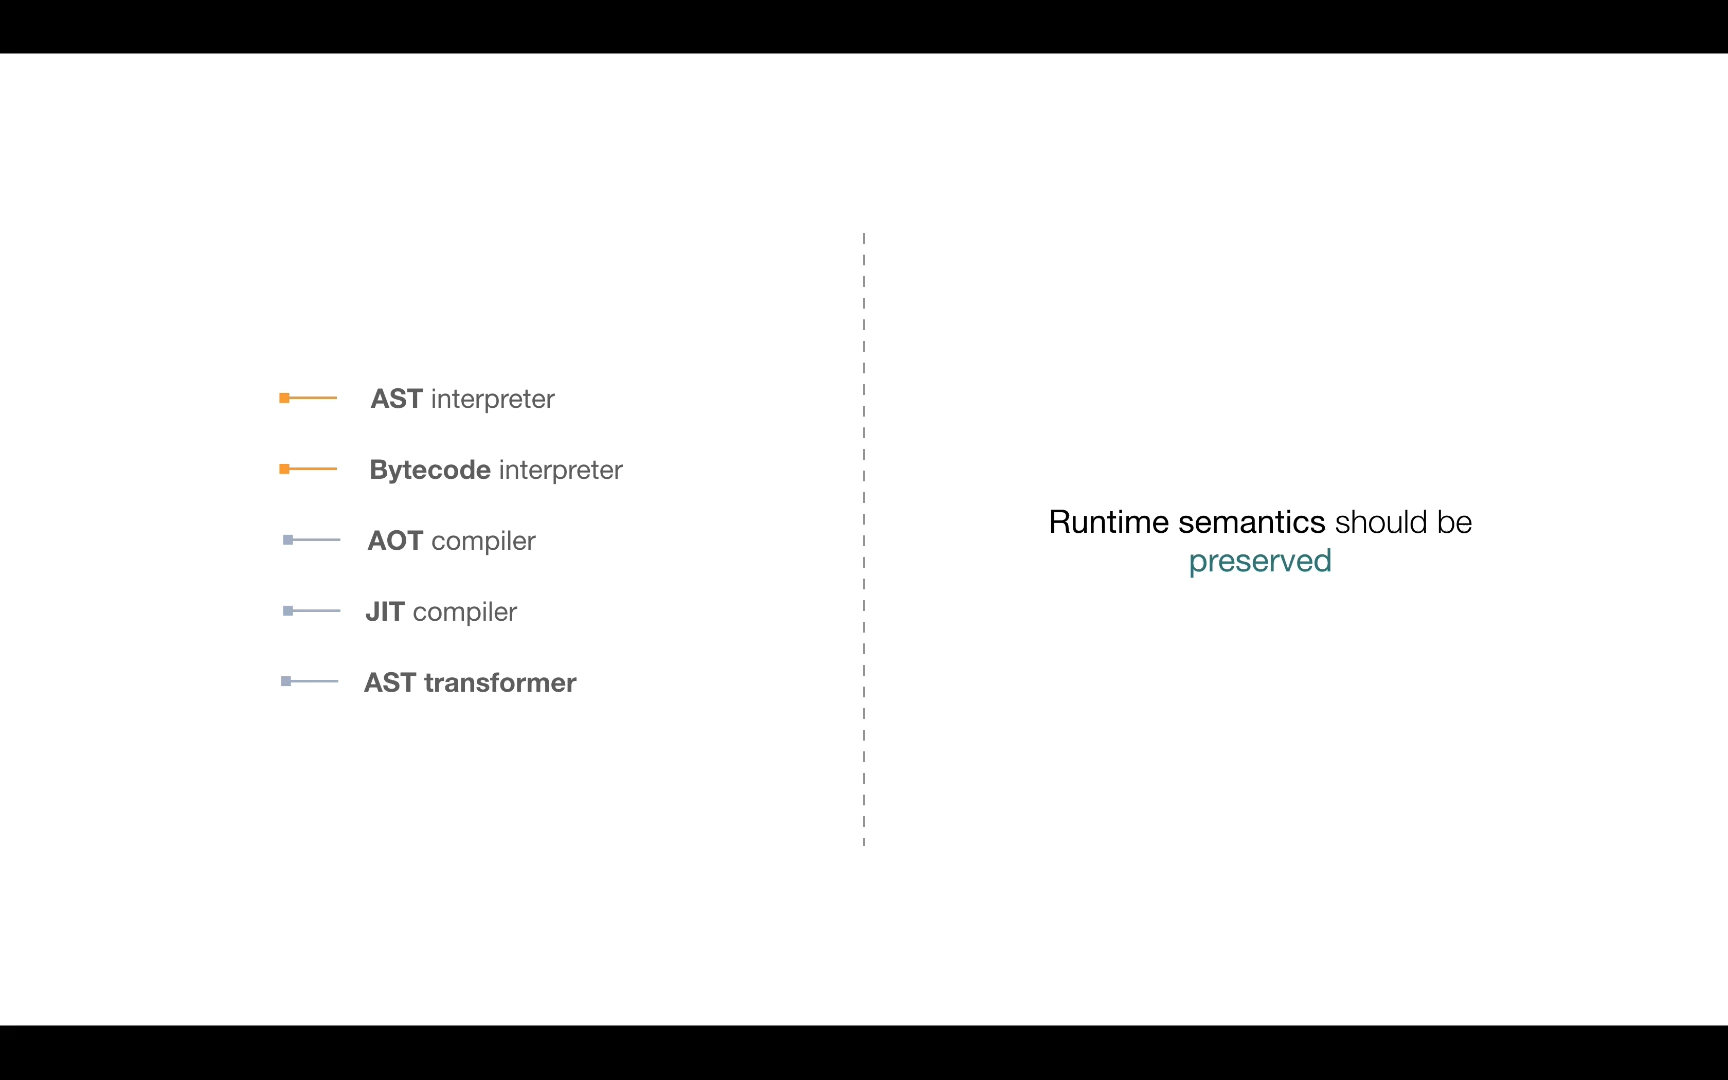 AST interpreter
Bytecode interpreter
AOT compiler
JIT compiler
AST transformer
Runtime semantics should be
preserved